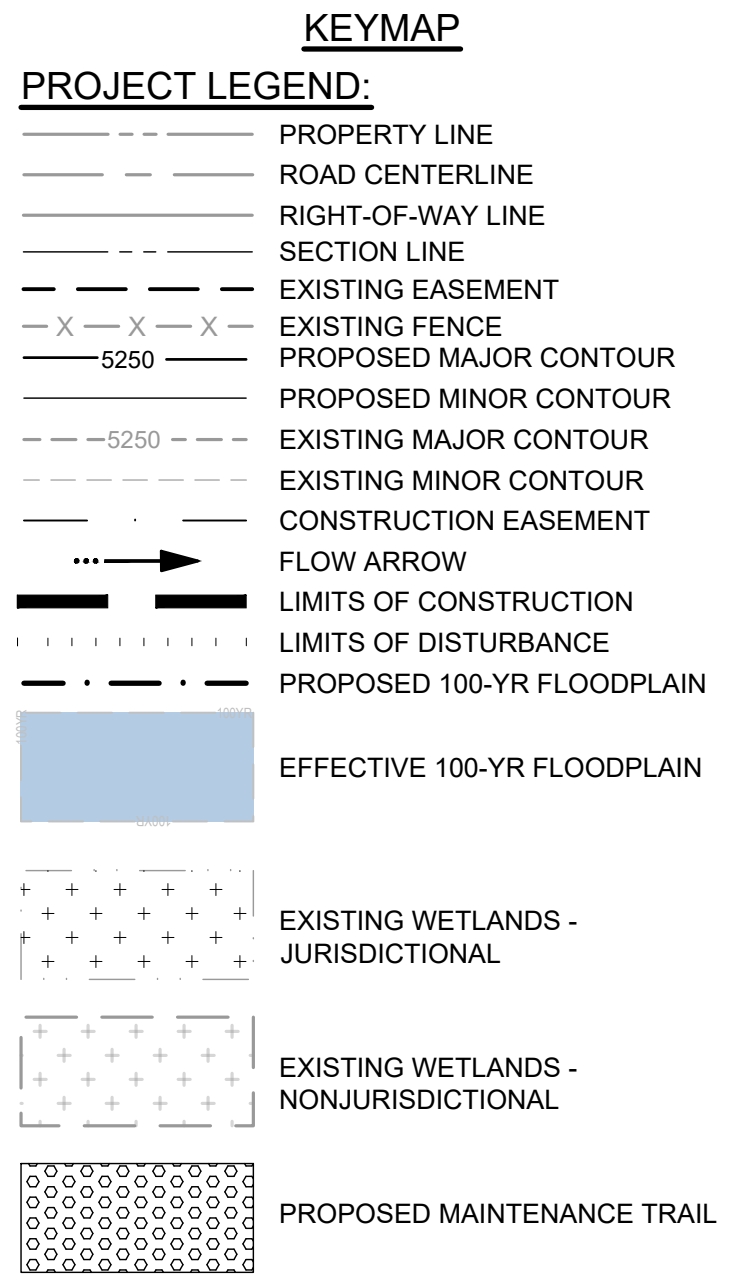 KEYMAP
PROJECT LEGEND:
PROPERTY LINE
ROAD CENTERLINE
RIGHT-OF-WAY LINE
SECTION LINE
EXISTING EASEMENT
X X X EXISTING FENCE
5250 PROPOSED MAJOR CONTOUR
PROPOSED MINOR CONTOUR
5250 EXISTING MAJOR CONTOUR
EXISTING MINOR CONTOUR
CONSTRUCTION EASEMENT
FLOW ARROW
LIMITS OF CONSTRUCTION
LIMITS OF DISTURBANCE
PROPOSED 100-YR FLOODPLAIN
100YR
100YR
EFFECTIVE 100-YR FLOODPLAIN
100YR
EXISTING WETLANDS -
JURISDICTIONAL
EXISTING WETLANDS -
NONJURISDICTIONAL
PROPOSED MAINTENANCE TRAIL